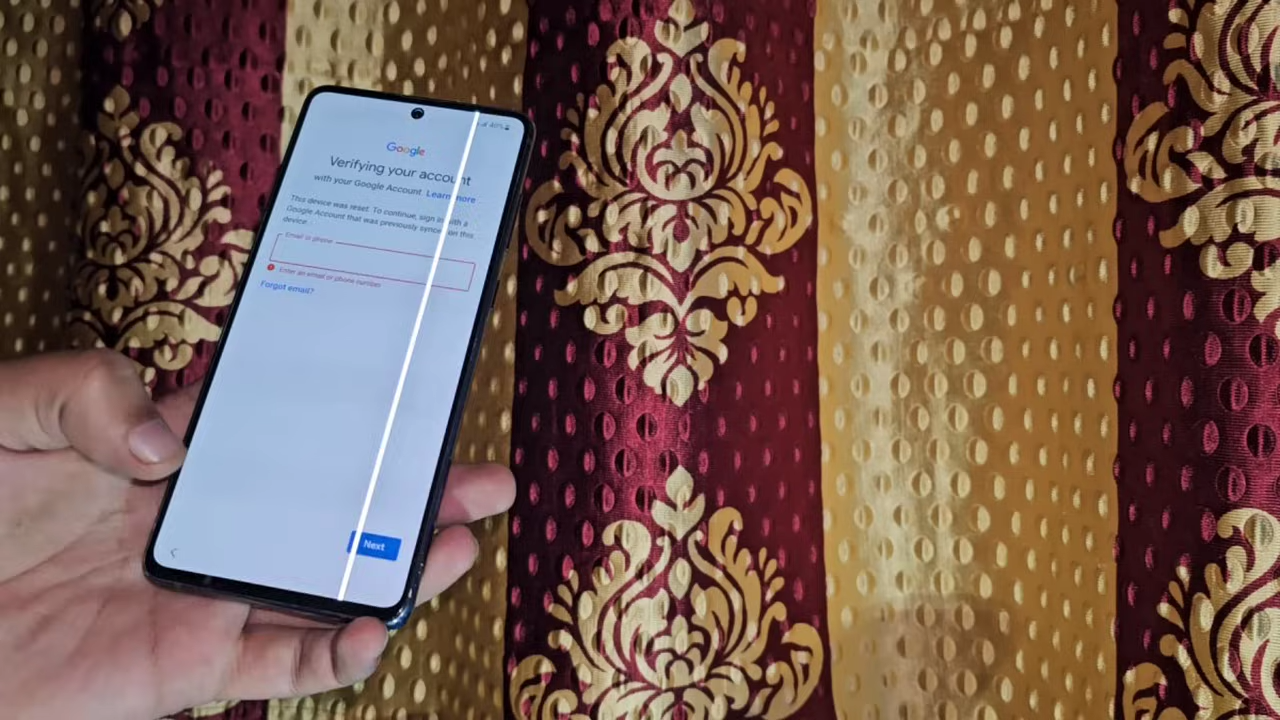 40%
Google
Verifying your account
with your Google Account. Learn more
This device was reset. To continue, sign in with a
Google Account that was previously synced on this
device.
Email or phone
Enter an email or phone number
Forgot email?
Next